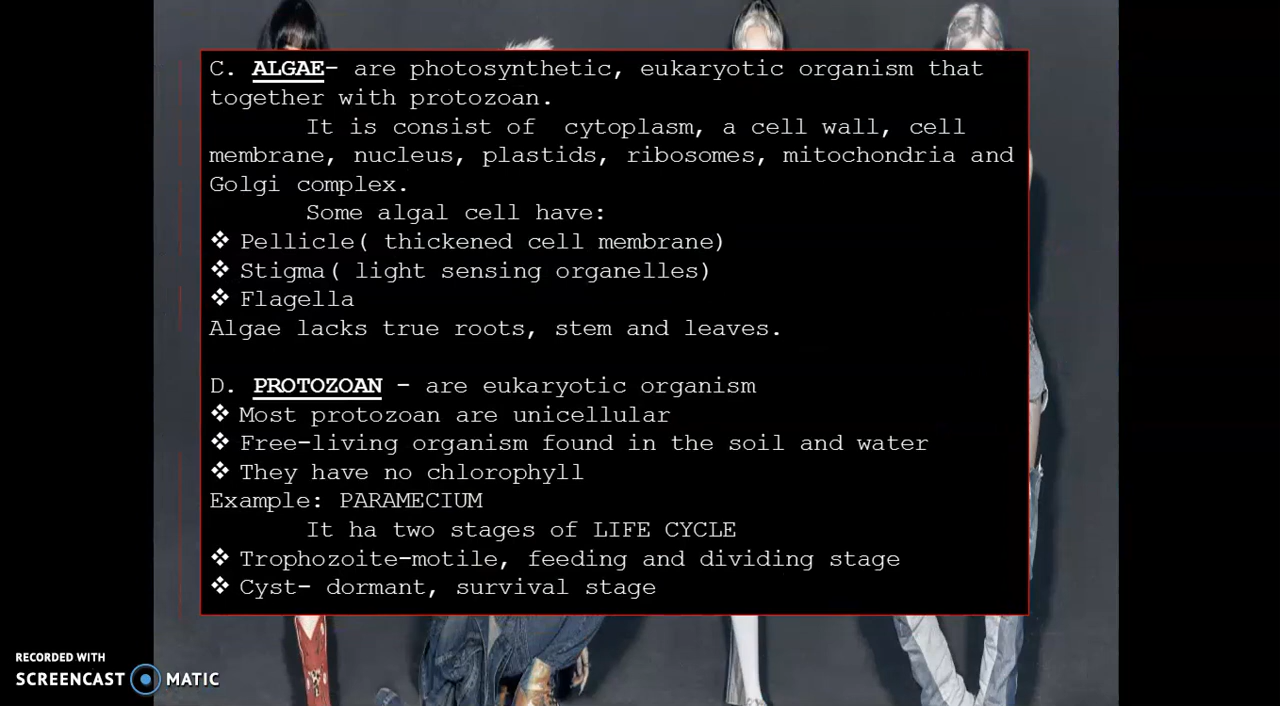 C. ALGAE- are photosynthetic, eukaryotic organism that
together with protozoan.
It is consist of cytoplasm, a cell wall, cell
membrane, nucleus, plastids, ribosomes, mitochondria and
Golgi complex.
Some algal cell have:
❖ Pellicle( thickened cell membrane)
❖ Stigma( light sensing organelles)
❖ Flagella
Algae lacks true roots, stem and leaves.
D. PROTOZOAN - are eukaryotic organism
❖ Most protozoan are unicellular
❖ Free-living organism found in the soil and water
❖ They have no chlorophyll
Example: PARAMECIUM
It ha two stages of LIFE CYCLE
❖ Trophozoite-motile, feeding and dividing stage
❖ Cyst- dormant, survival stage
RECORDED WITH
SCREENCAST MATIC